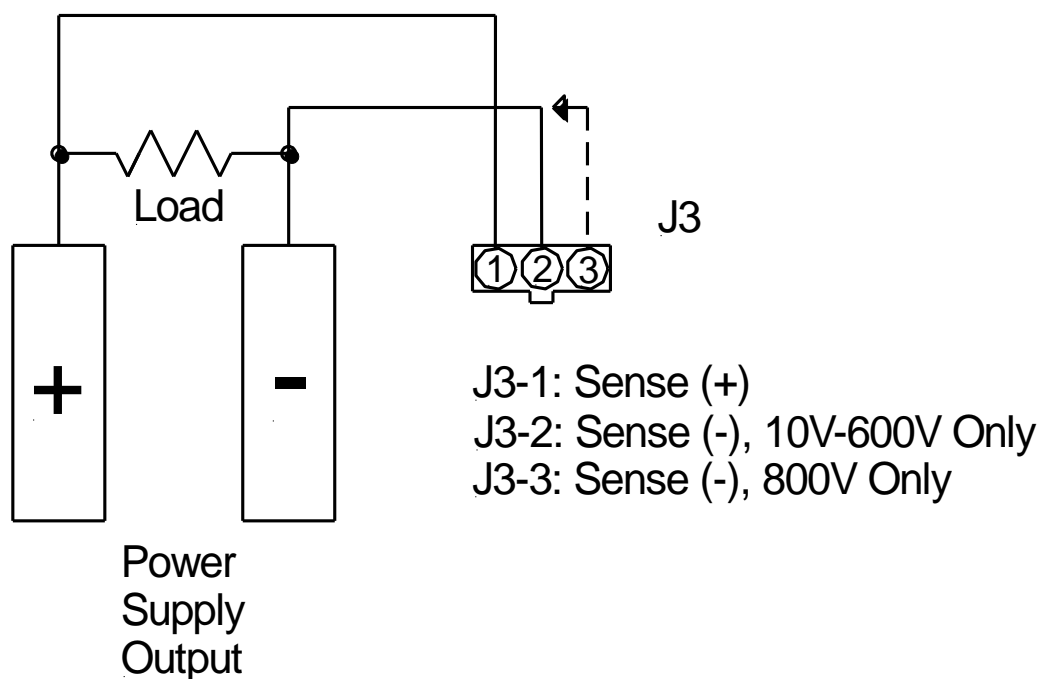 Load
J3
1 2 3
+ -
J3-1: Sense (+)
J3-2: Sense (-), 10V-600V Only
J3-3: Sense (-), 800V Only
Power
Supply
Output